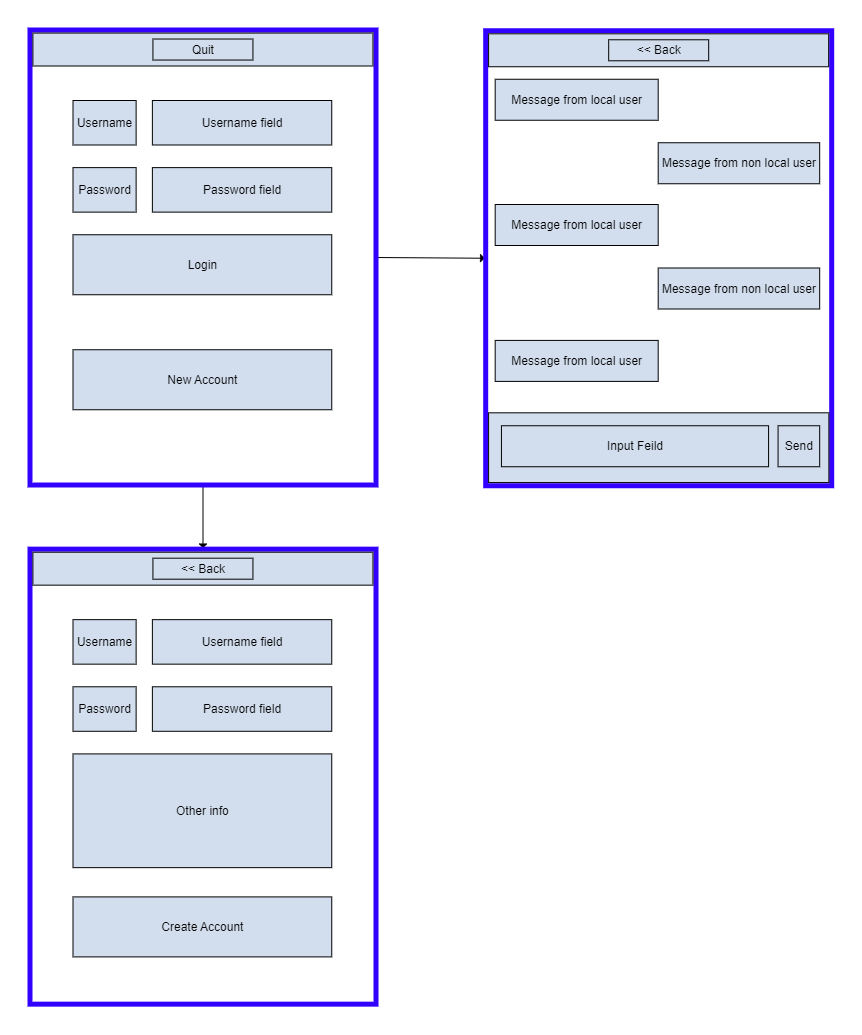 Quit
Username
Username field
Password
Password field
Login
New Account
<< Back
Message from local user
Message from non local user
Message from local user
Message from non local user
Message from local user
Input Feild
Send
<< Back
Username
Username field
Password
Password field
Other info
Create Account